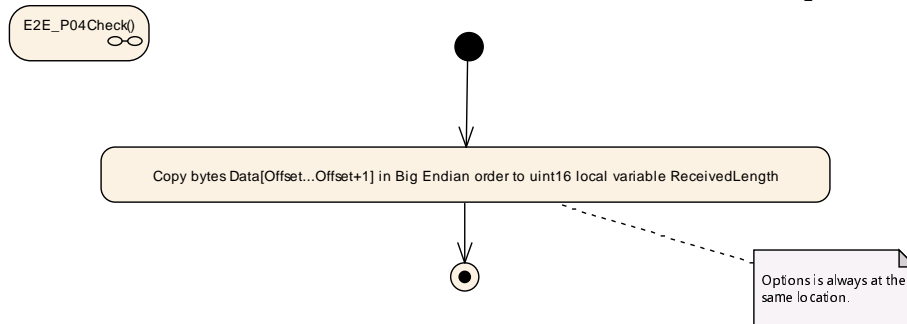 E2E_P04Check()
Copy bytes Data[Offset...Offset+1] in Big Endian order to uint16 local variable ReceivedLength
Options is always at the
same location.